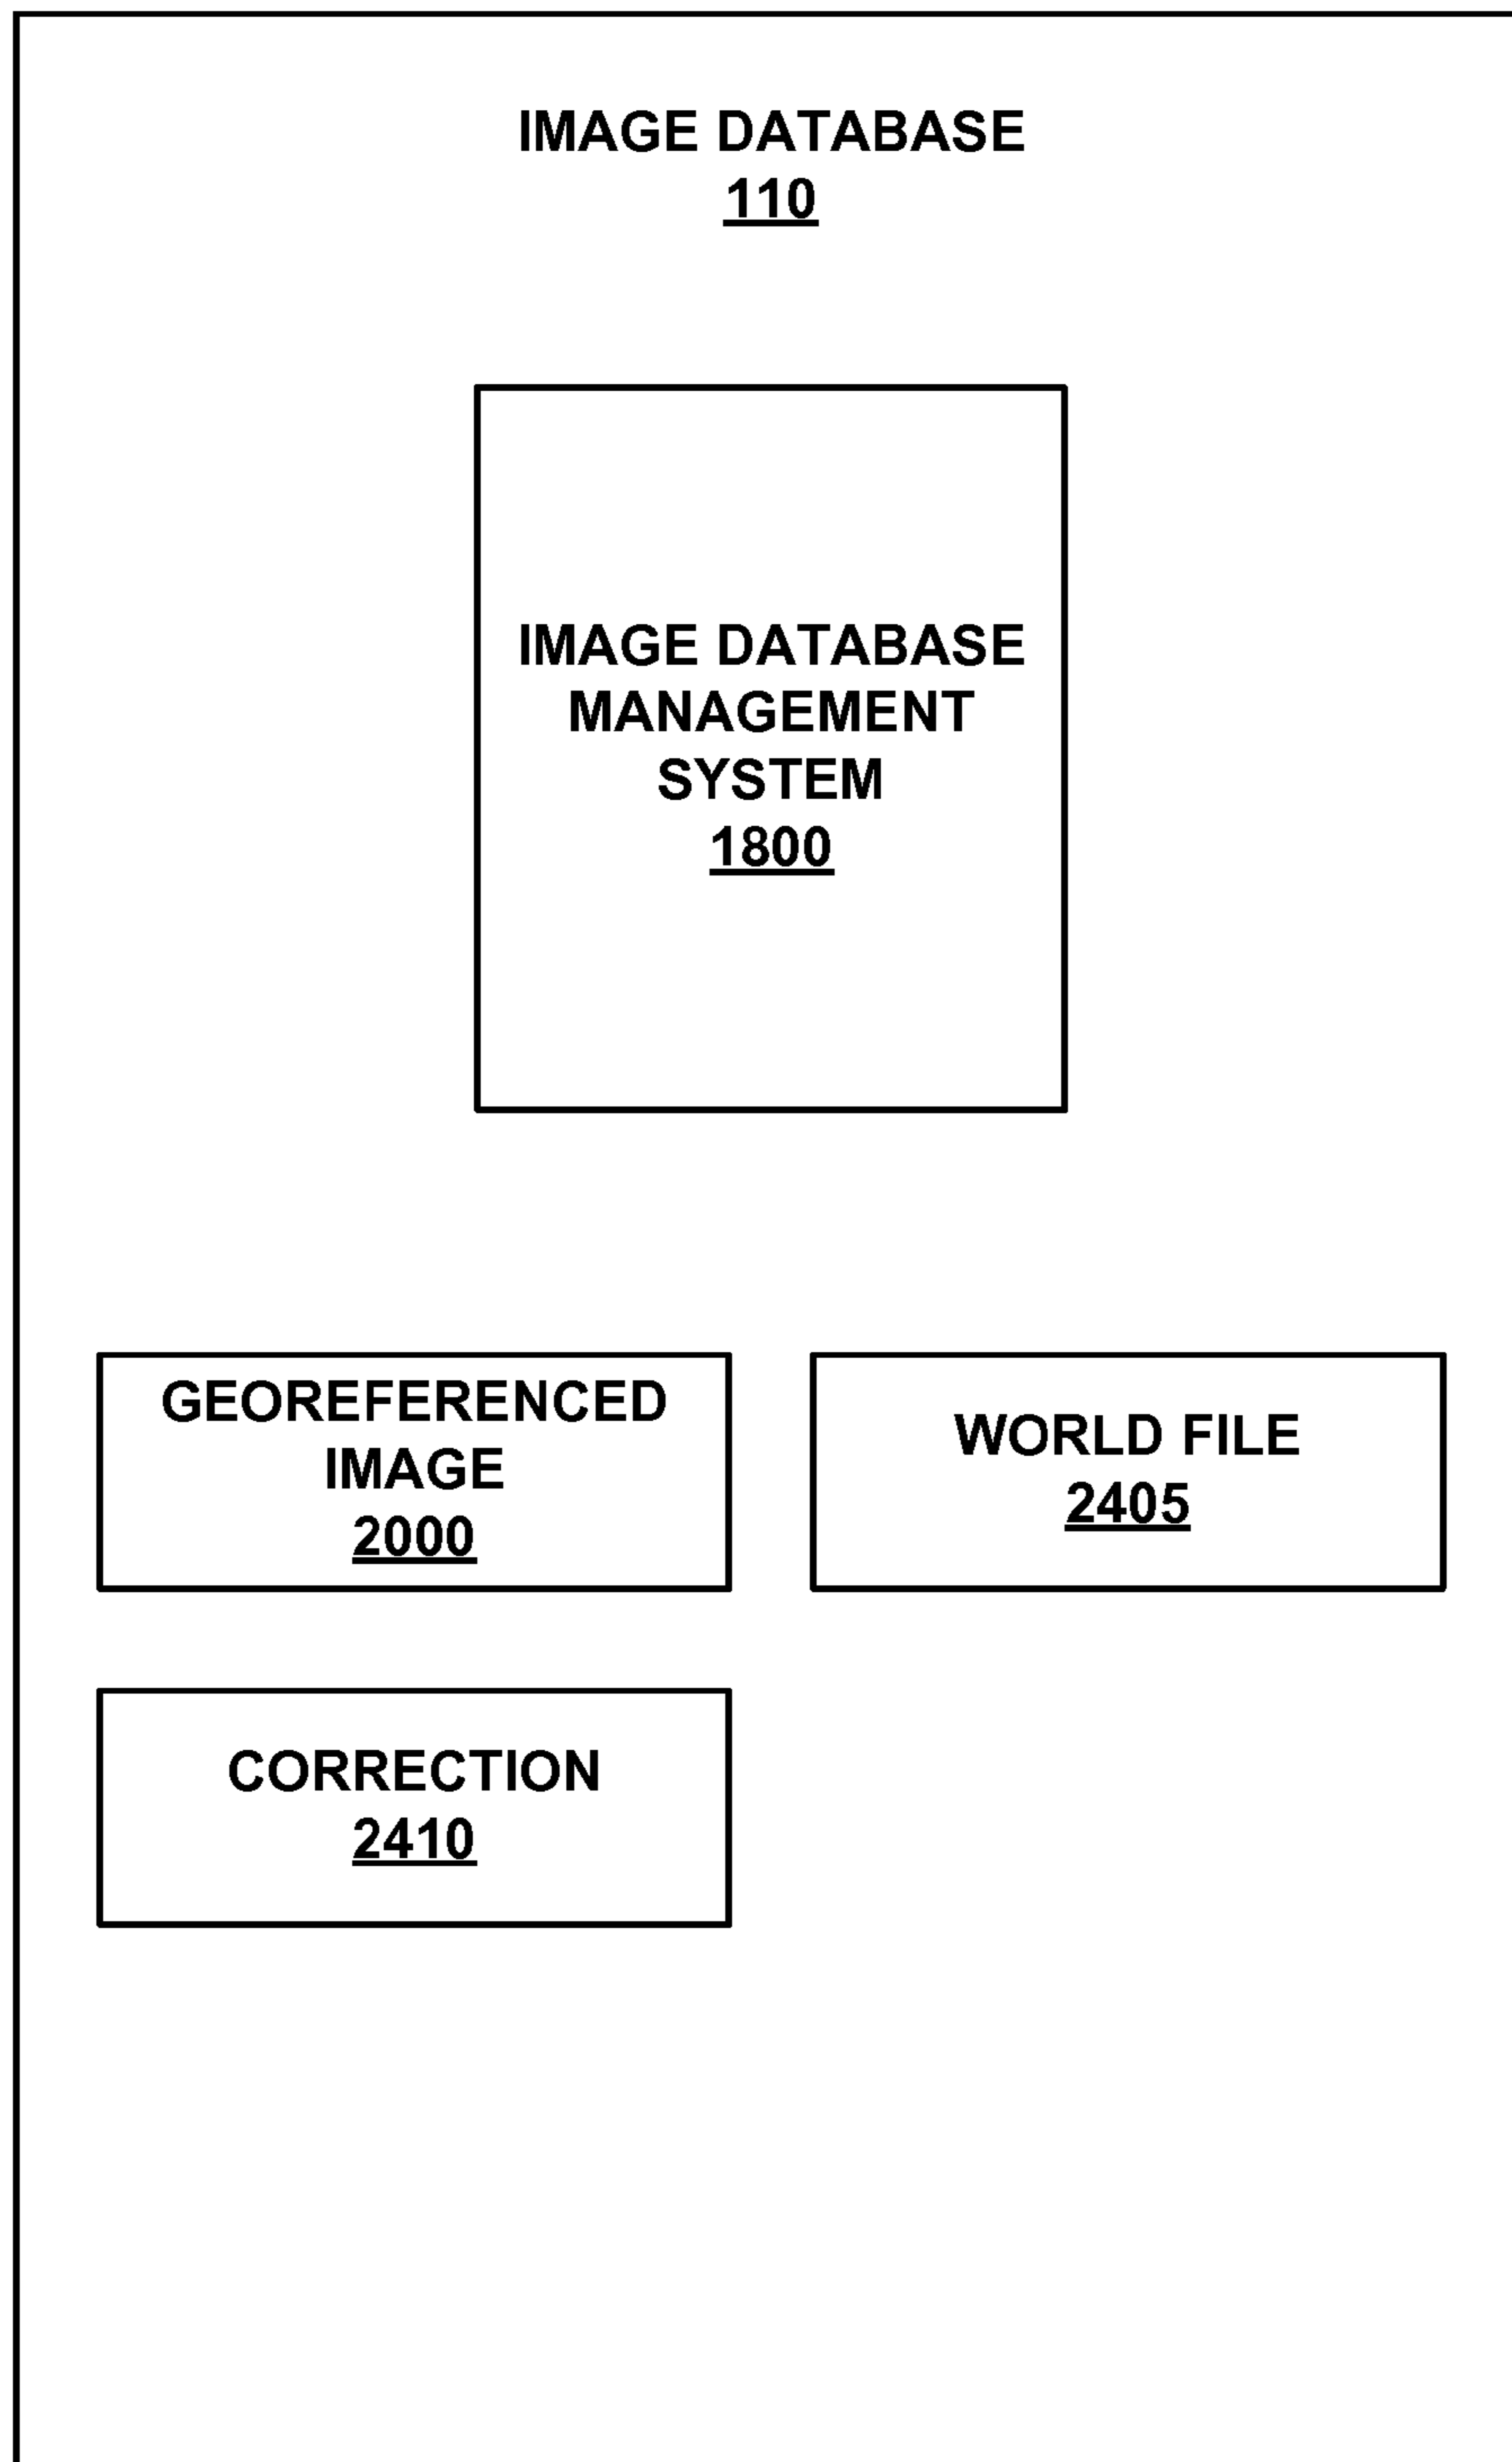 IMAGE DATABASE
110
IMAGE DATABASE
MANAGEMENT
SYSTEM
1800
GEOREFERENCED
IMAGE
2000
WORLD FILE
2405
CORRECTION
2410